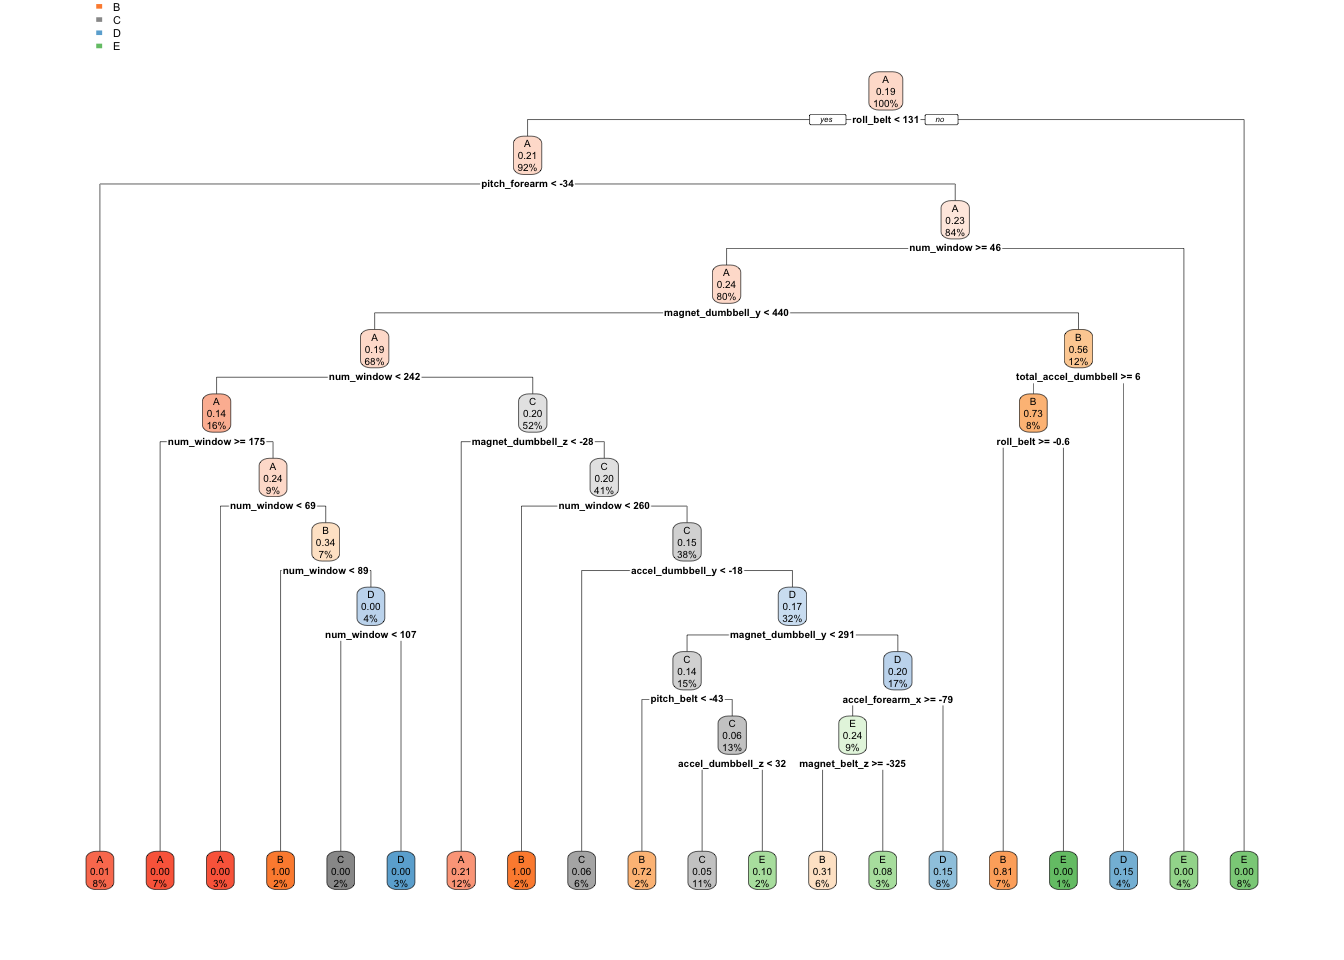 B
C
D
E
A
0.19
100%
yes roll_belt < 131 no
A
0.21
92%
pitch_forearm < -34
A
0.23
84%
num_window >= 46
A
0.24
80%
magnet_dumbbell_y < 440
A
0.19
68%
B
0.56
12%
num_window < 242
total_accel_dumbbell >= 6
A
0.14
16%
C
0.20
52%
B
0.73
8%
num_window >= 175
magnet_dumbbell_z < -28
roll_belt >= -0.6
A
0.24
9%
C
0.20
41%
num_window < 69
num_window < 260
B
0.34
7%
C
0.15
38%
num_window < 89
accel_dumbbell_y < -18
D
0.00
4%
D
0.17
32%
num_window < 107
magnet_dumbbell_y < 291
C
0.14
15%
D
0.20
17%
pitch_belt < -43
accel_forearm_x >= -79
C
0.06
13%
E
0.24
9%
accel_dumbbell_z < 32
magnet_belt_z >= -325
A
0.01
8%
A
0.00
7%
A
0.00
3%
B
1.00
2%
C
0.00
2%
D
0.00
3%
A
0.21
12%
B
1.00
2%
C
0.06
6%
B
0.72
2%
C
0.05
11%
E
0.10
2%
B
0.31
6%
E
0.08
3%
D
0.15
8%
B
0.81
7%
E
0.00
1%
D
0.15
4%
E
0.00
4%
E
0.00
8%